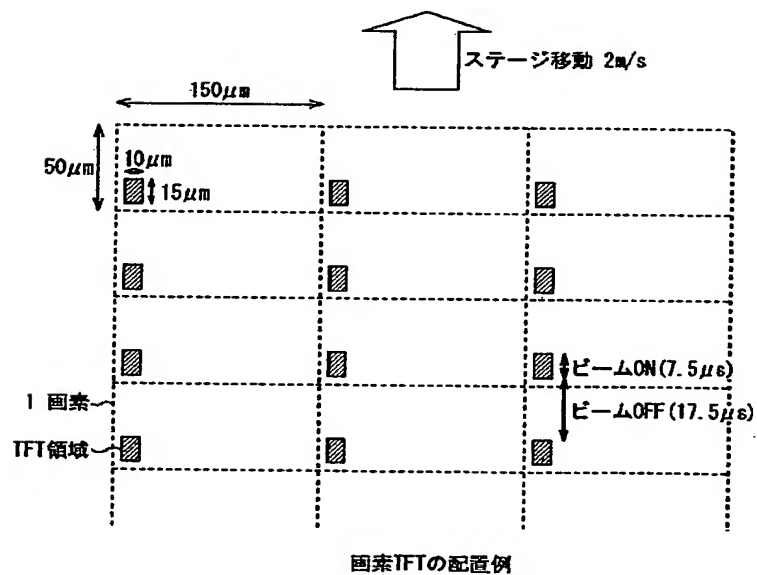 ステージ移動 2m/s
150μm
50μm
10μm
15μm
ビームON(7.5μs)
1 画素
ビームOFF(17.5μs)
TFT領域
画素TFTの配置例